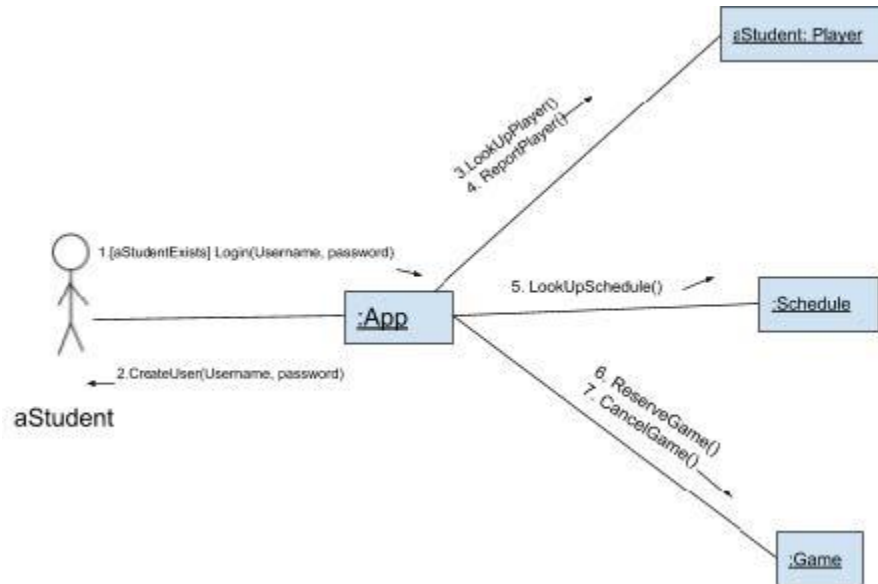 aStudent: Player
3.LookUpPlayer()
4. ReportPlayer()
1.[aStudentExists] Login(Username, password)
5. LookUpSchedule()
:App
:Schedule
2.CreateUser(Username, password)
aStudent
6. ReserveGame()
7. CancelGame()
:Game